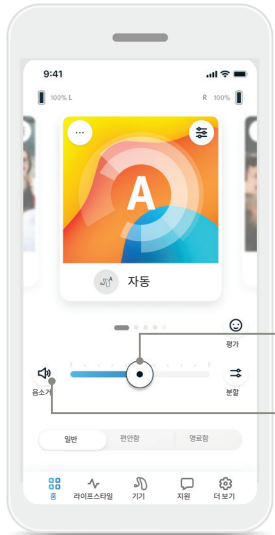 9:41
100% L
R 100%
A
A 자동
평가
음소거
분할
일반 편안함 명료함
홈 라이프스타일 기기 지원 더 보기